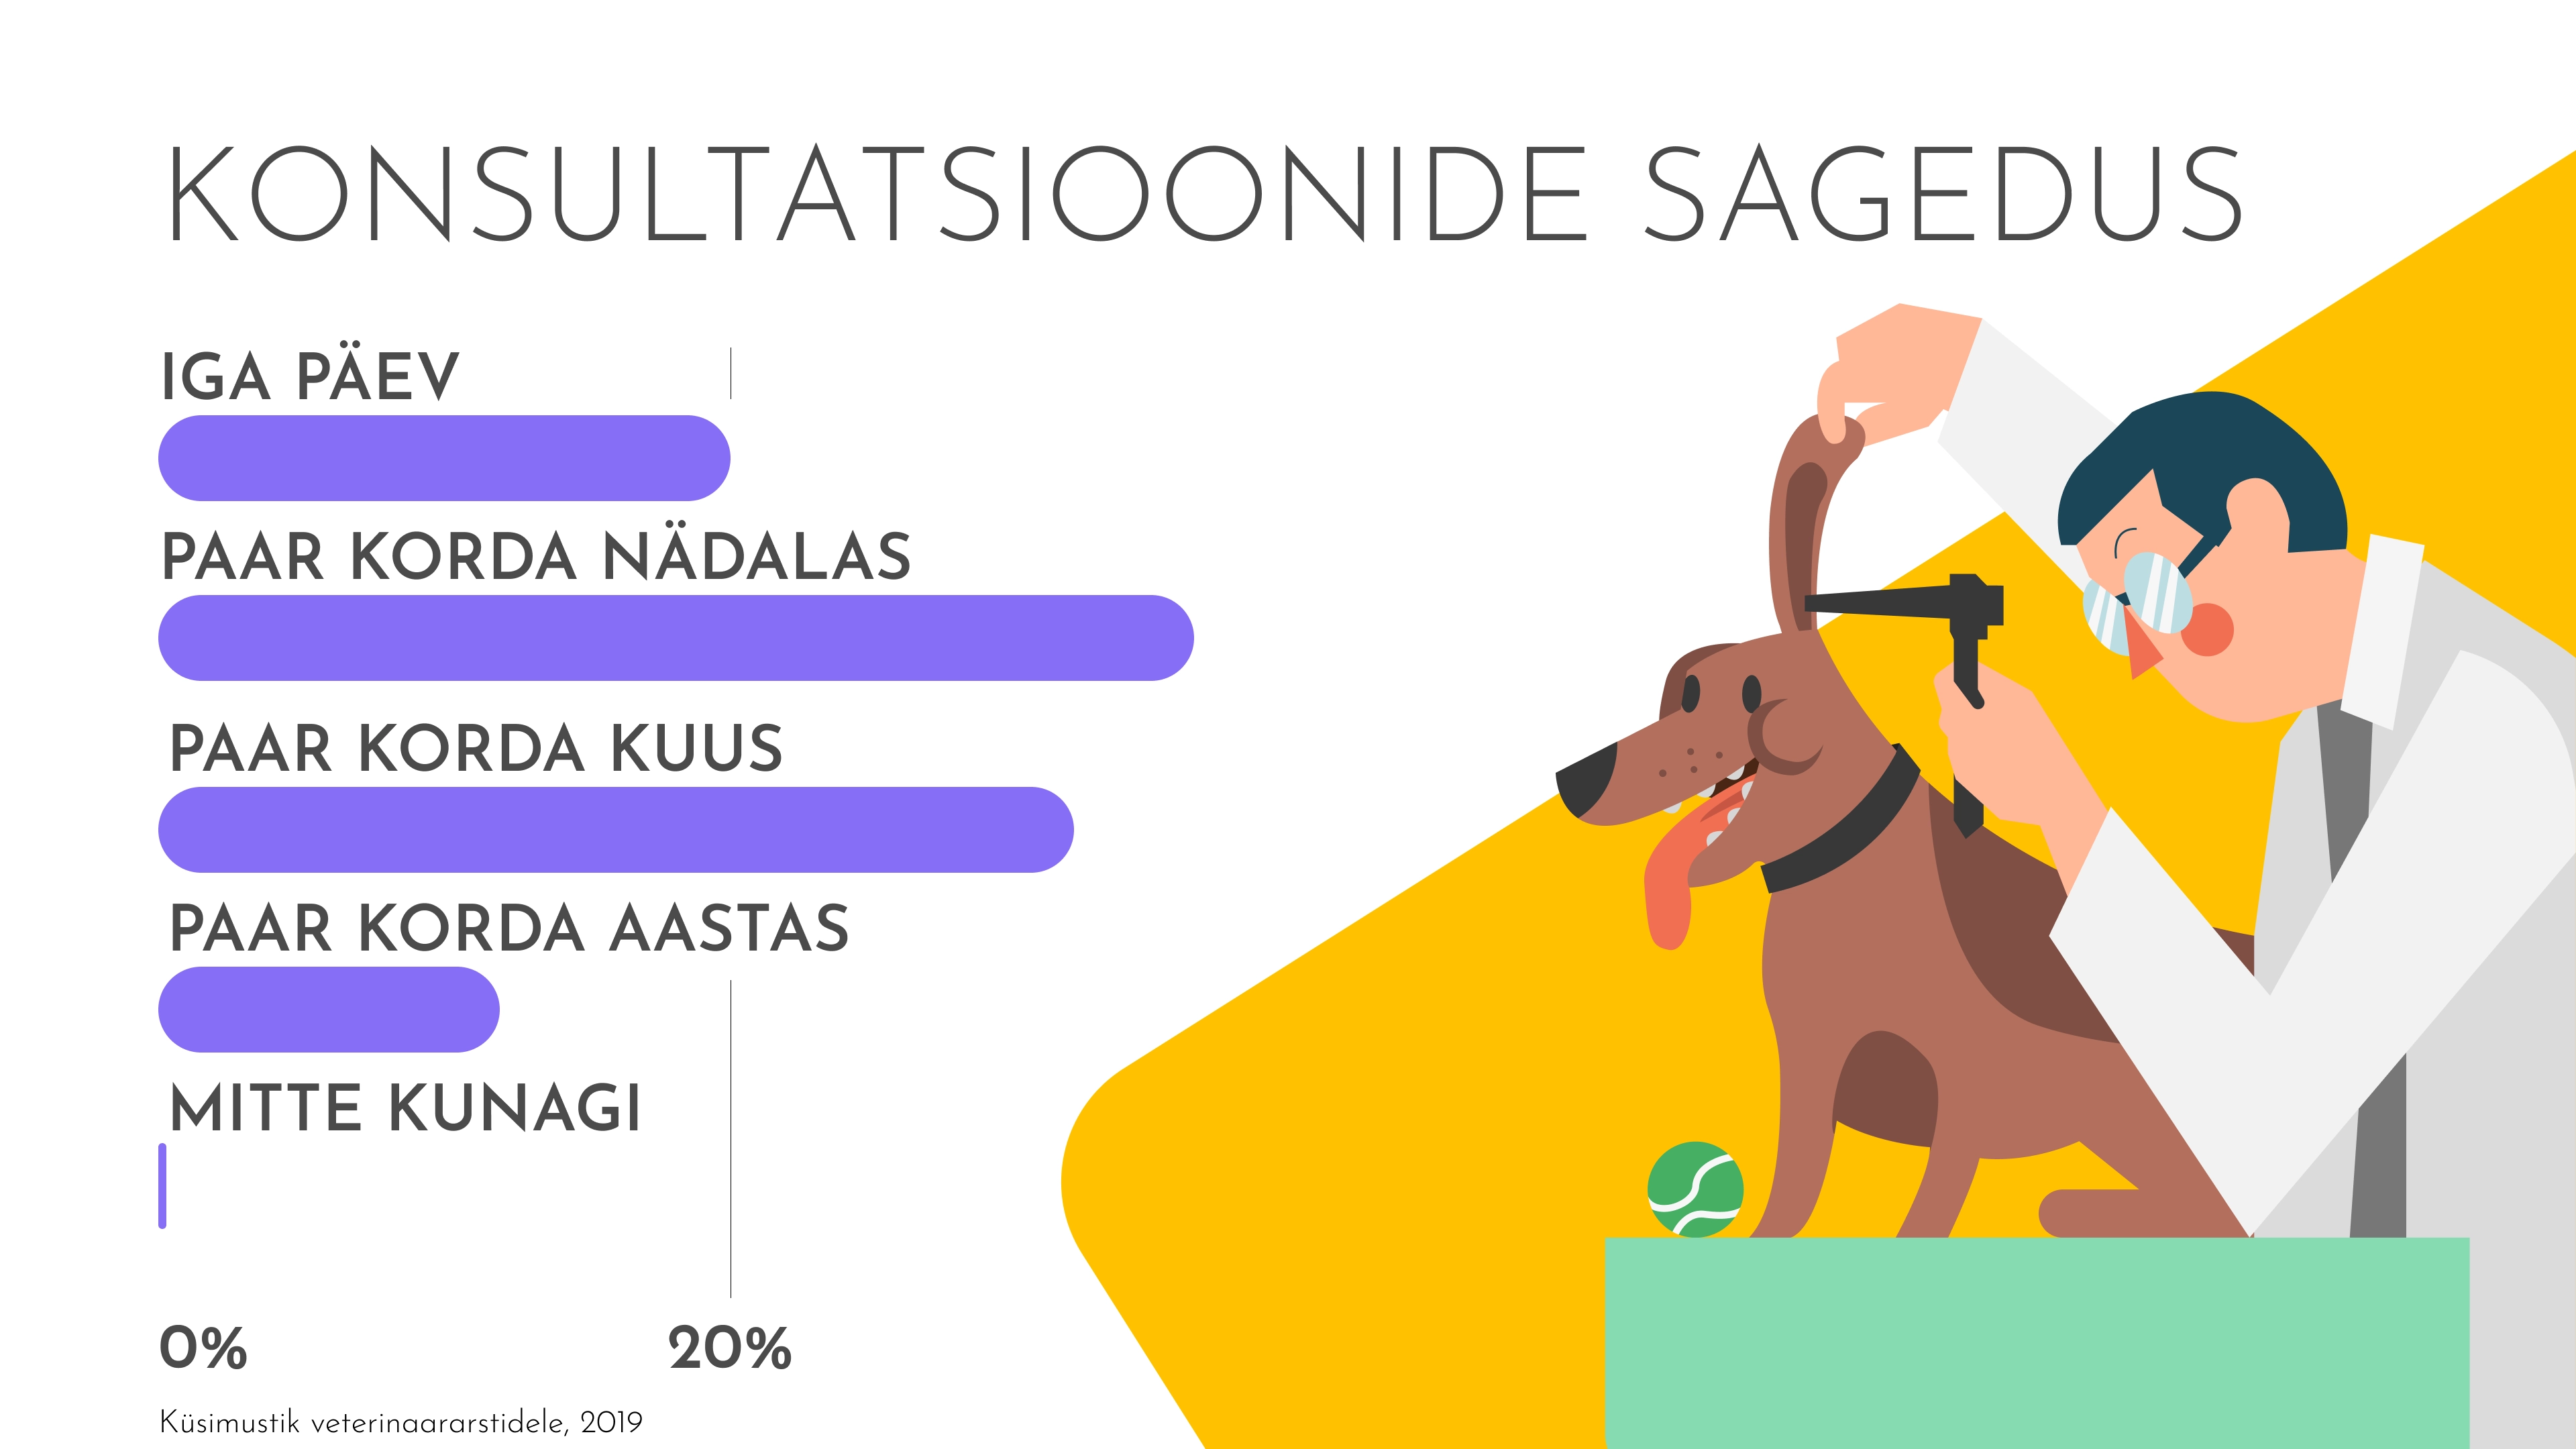 KONSULTATSIOONIDE SAGEDUS
IGA PÄEV
PAAR KORDA NÄDALAS
PAAR KORDA KUUS
PAAR KORDA AASTAS
MITTE KUNAGI
0% 20%
Küsimustik veterinaararstidele, 2019